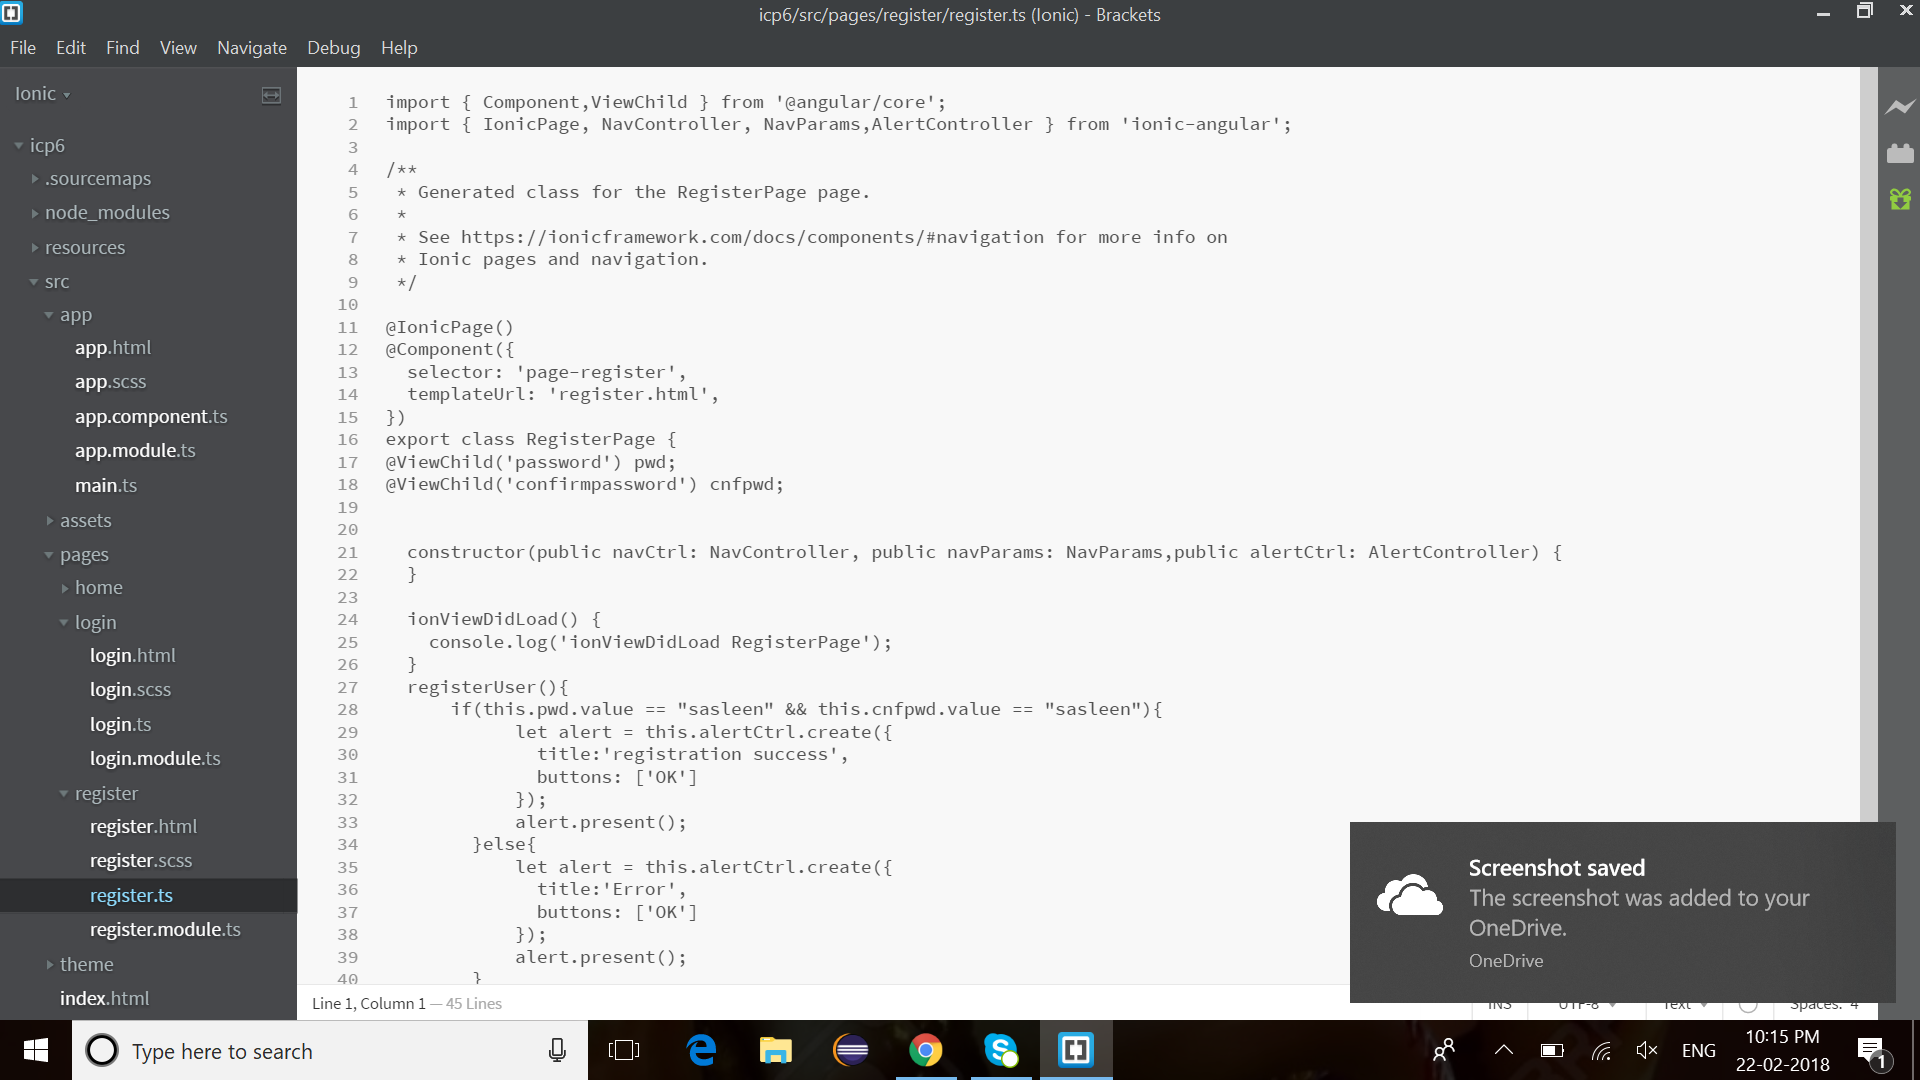 icp6/src/pages/register/register.ts (Ionic) - Brackets
File Edit Find View Navigate Debug Help
Ionic
icp6
.sourcemaps
node_modules
resources
src
app
app.html
app.scss
app.component.ts
app.module.ts
main.ts
assets
pages
home
login
login.html
login.scss
login.ts
login.module.ts
register
register.html
register.scss
register.ts
register.module.ts
theme
index.html
1 import { Component,ViewChild } from '@angular/core';
2 import { IonicPage, NavController, NavParams,AlertController } from 'ionic-angular';
3
4 /**
5 * Generated class for the RegisterPage page.
6 *
7 * See https://ionicframework.com/docs/components/#navigation for more info on
8 * Ionic pages and navigation.
9 */
10
11 @IonicPage()
12 @Component({
13 selector: 'page-register',
14 templateUrl: 'register.html',
15 })
16 export class RegisterPage {
17 @ViewChild('password') pwd;
18 @ViewChild('confirmpassword') cnfpwd;
19
20
21 constructor(public navCtrl: NavController, public navParams: NavParams,public alertCtrl: AlertController) {
22 }
23
24 ionViewDidLoad() {
25 console.log('ionViewDidLoad RegisterPage');
26 }
27 registerUser(){
28 if(this.pwd.value == "sasleen" && this.cnfpwd.value == "sasleen"){
29 let alert = this.alertCtrl.create({
30 title:'registration success',
31 buttons: ['OK']
32 });
33 alert.present();
34 }else{
35 let alert = this.alertCtrl.create({
36 title:'Error',
37 buttons: ['OK']
38 });
39 alert.present();
40 }
Line 1, Column 1 — 45 Lines
INS UTF-8 Text Spaces: 4
Screenshot saved
The screenshot was added to your
OneDrive.
OneDrive
Type here to search
ENG
10:15 PM
22-02-2018
1